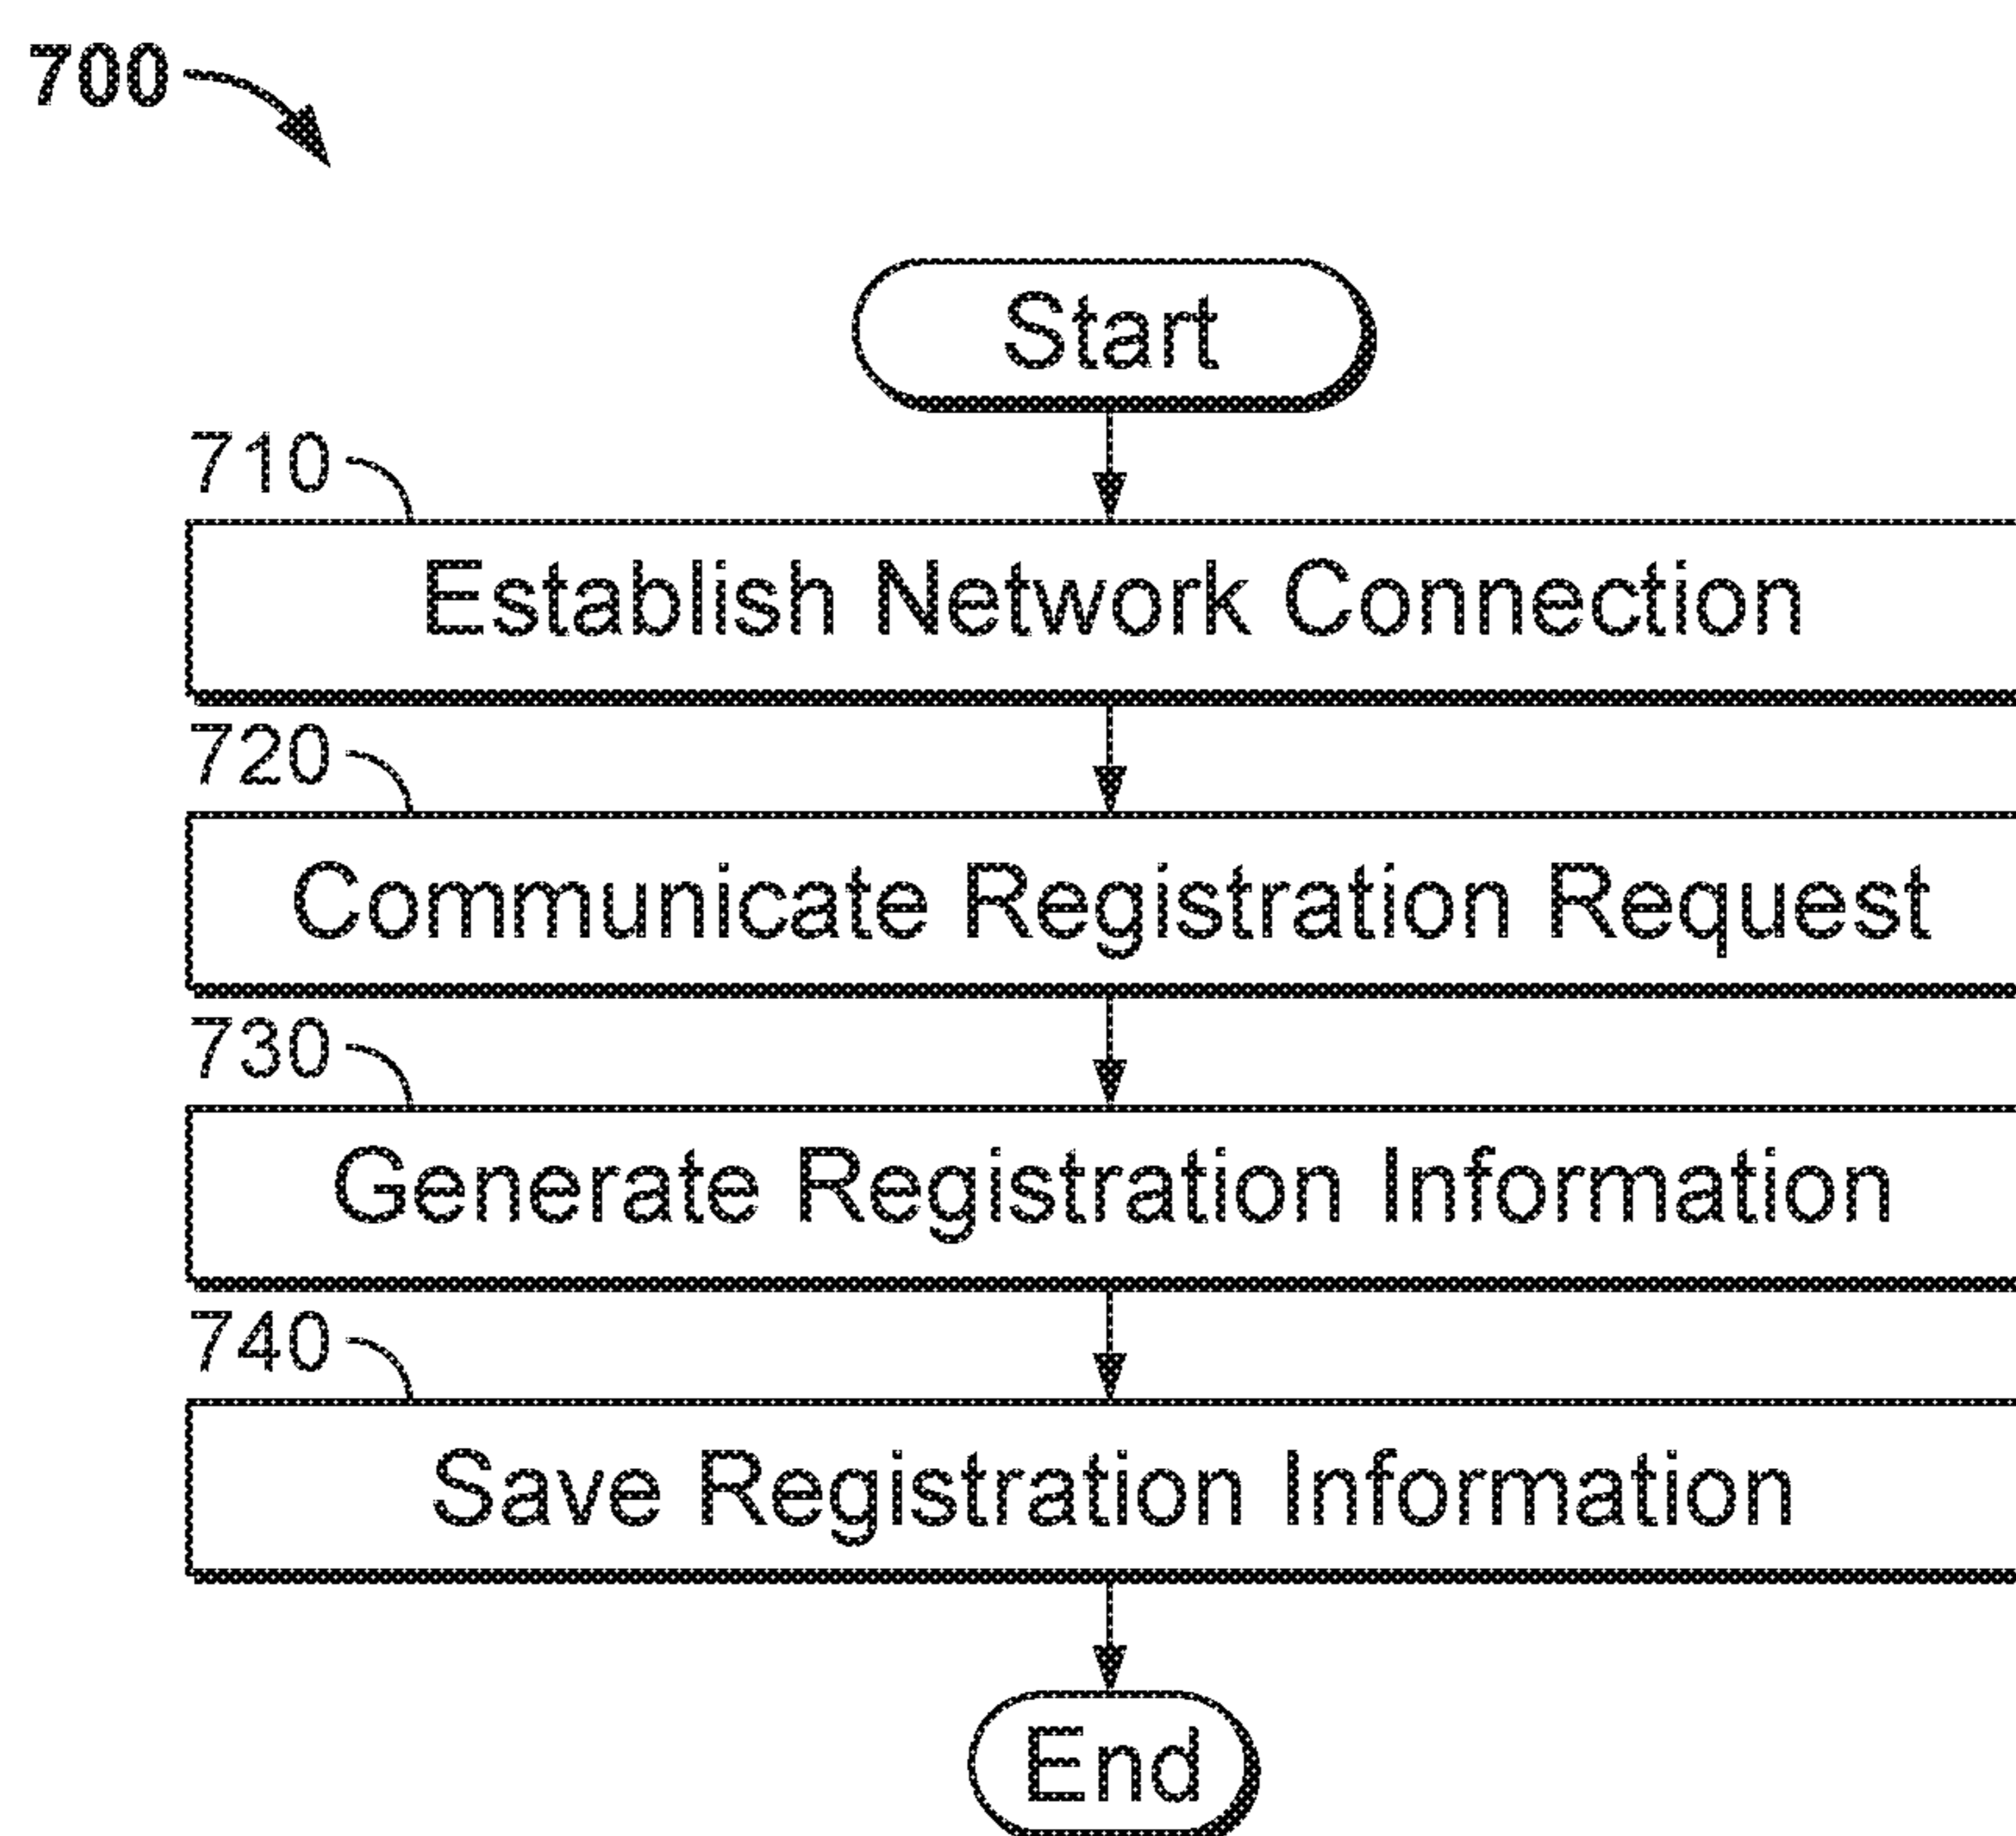 700
Start
710
Establish Network Connection
720
Communicate Registration Request
730
Generate Registration Information
740
Save Registration Information
End